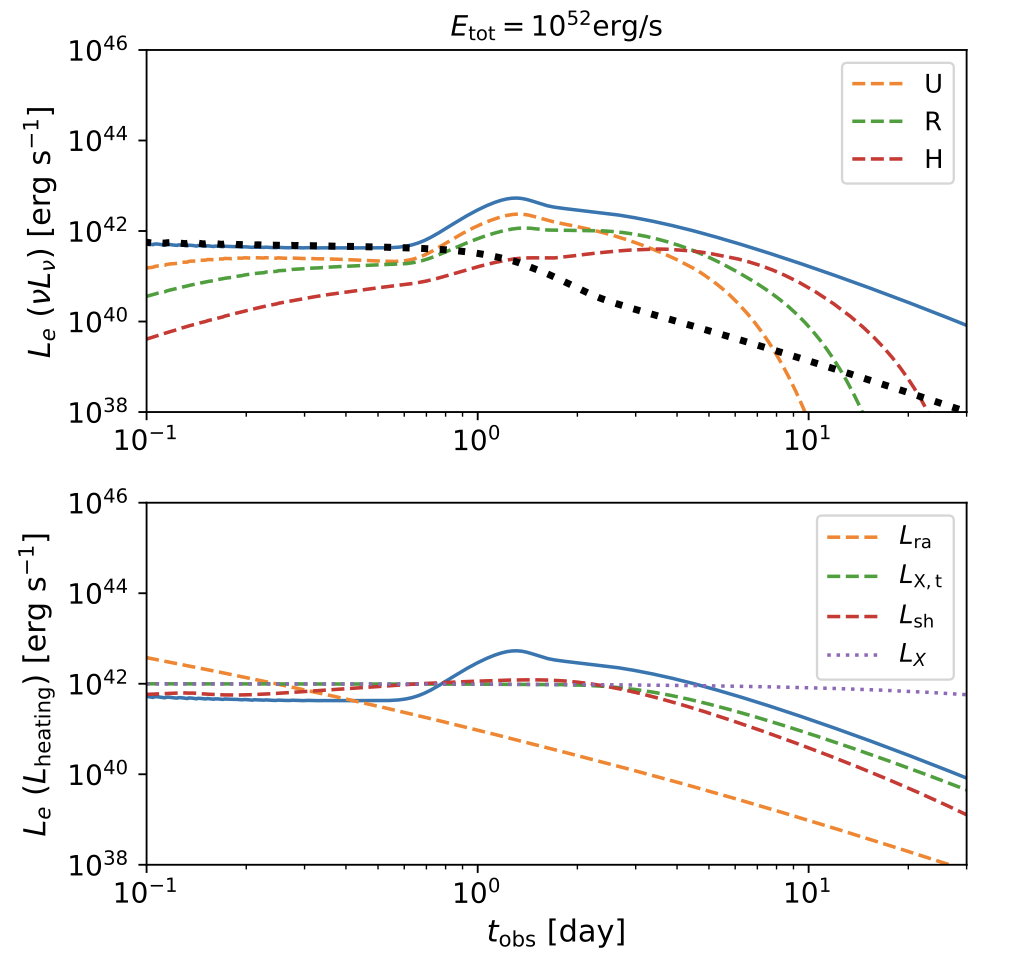 E_tot = 10^52 erg/s
10^46
10^44
10^42
10^40
10^38
L_e (νL_ν) [erg s^−1]
U
R
H
10^−1
10^0
10^1
10^46
10^44
10^42
10^40
10^38
L_e (L_heating) [erg s^−1]
L_ra
L_X,t
L_sh
L_X
10^−1
10^0
10^1
t_obs [day]